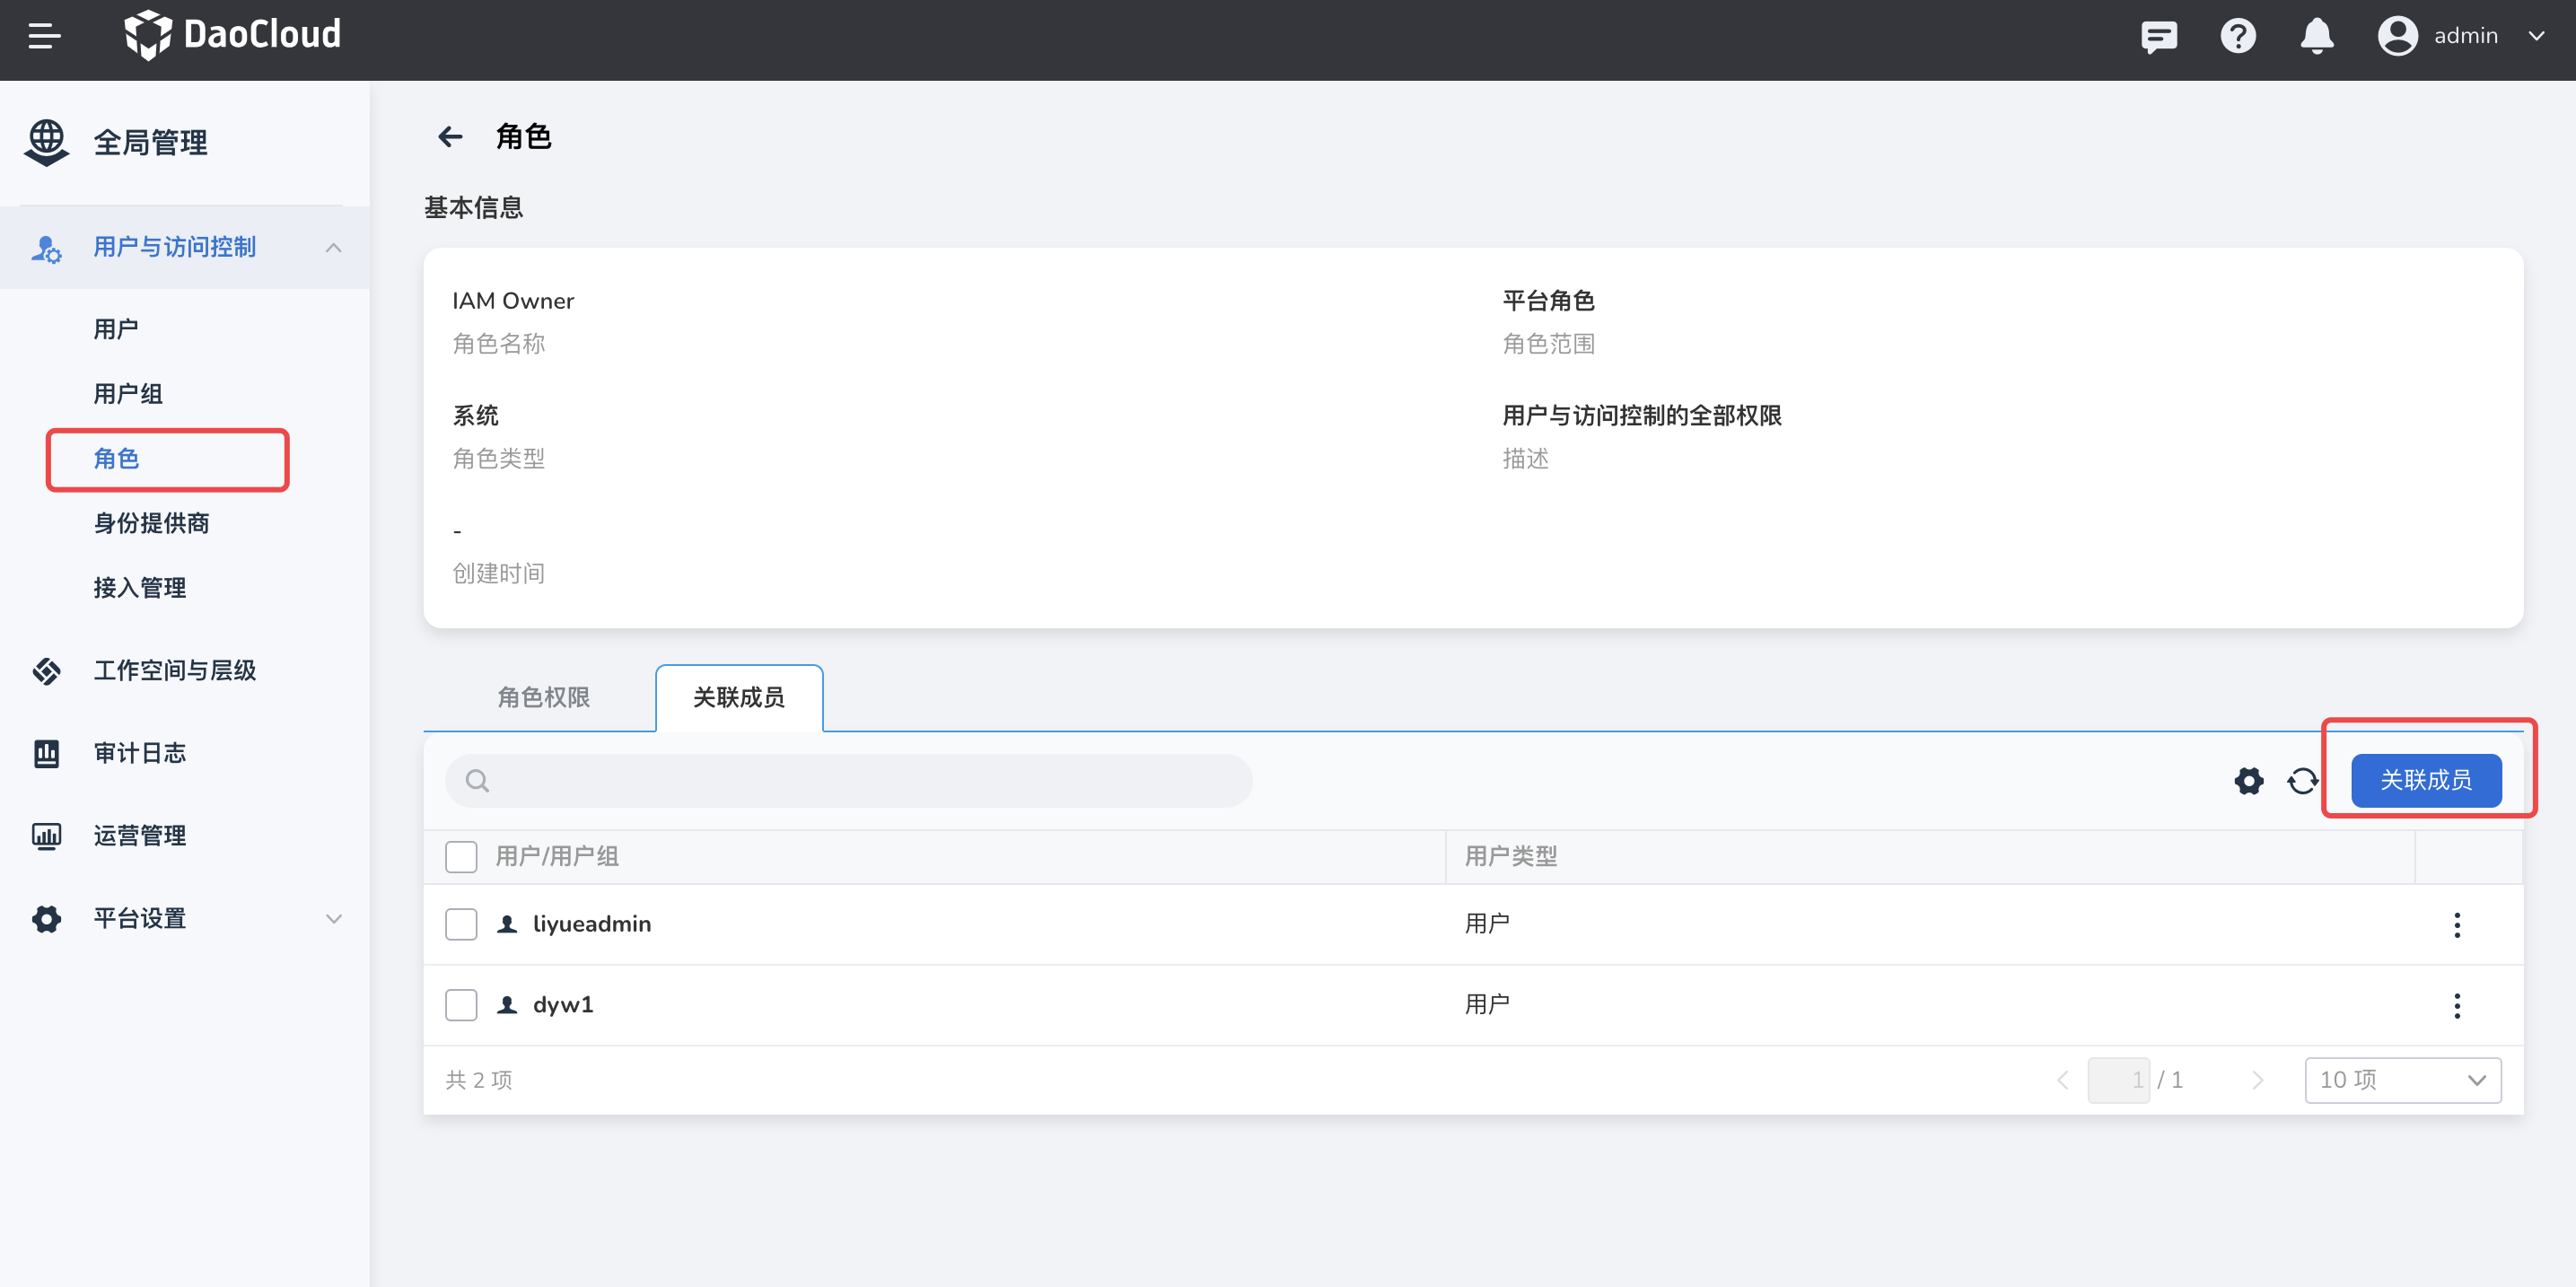 DaoCloud
admin
全局管理
用户与访问控制
用户
用户组
角色
身份提供商
接入管理
工作空间与层级
审计日志
运营管理
平台设置
角色
基本信息
IAM Owner
角色名称
平台角色
角色范围
系统
角色类型
用户与访问控制的全部权限
描述
-
创建时间
角色权限
关联成员
关联成员
用户/用户组
用户类型
liyueadmin
用户
dyw1
用户
共 2 项
1 / 1
10 项